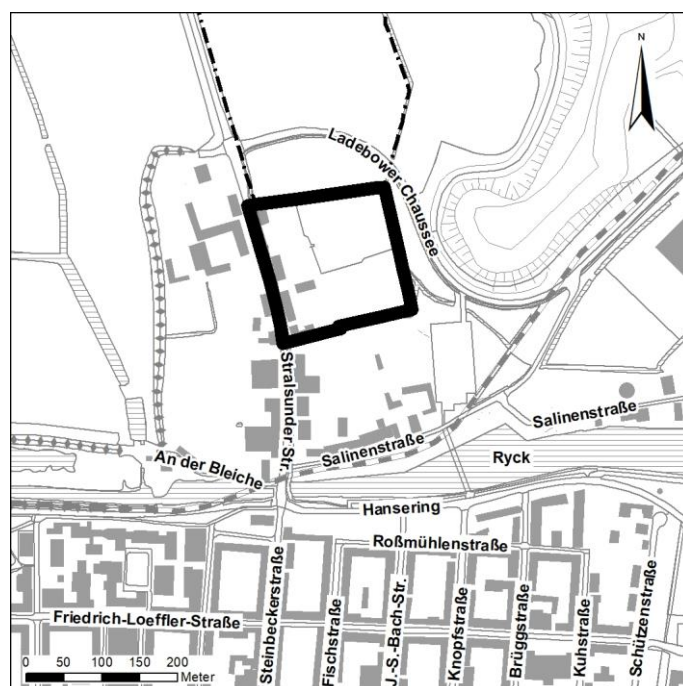 N
Ladebower Chaussee
Stralsunder Str.
Salinenstraße
Salinenstraße
An der Bleiche
Ryck
Hansering
Roßmühlenstraße
Friedrich-Loeffler-Straße
Steinbeckerstraße
Fischstraße
J.-S.-Bach-Str.
Knopfstraße
Brüggstraße
Kuhstraße
Schützenstraße
0 50 100 150 200
Meter